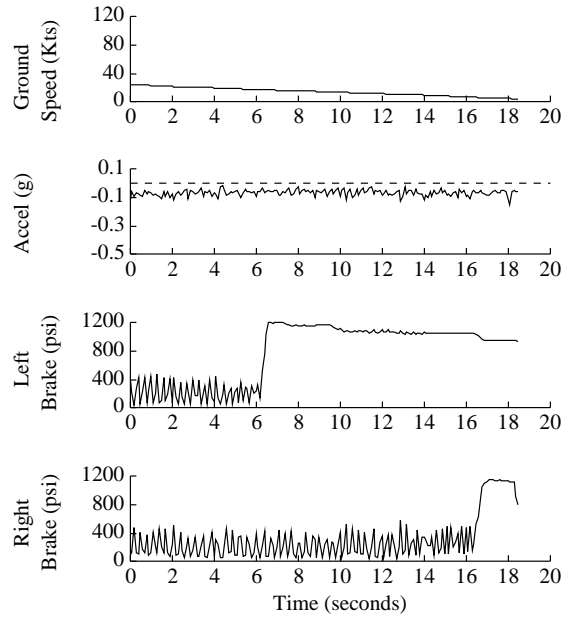 120
80
40
0
Ground
Speed (Kts)
0 2 4 6 8 10 12 14 16 18 20
0.1
-0.1
-0.3
-0.5
Accel (g)
0 2 4 6 8 10 12 14 16 18 20
1200
800
400
0
Left
Brake (psi)
0 2 4 6 8 10 12 14 16 18 20
1200
800
400
0
Right
Brake (psi)
0 2 4 6 8 10 12 14 16 18 20
Time (seconds)